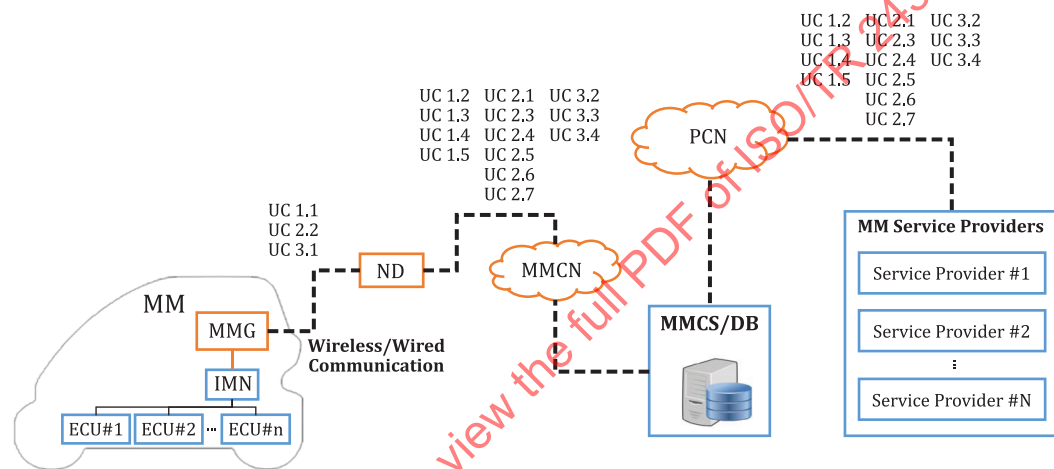 UC 1.2 UC 2.1 UC 3.2
UC 1.3 UC 2.3 UC 3.3
UC 1.4 UC 2.4 UC 3.4
UC 1.5 UC 2.5
UC 2.6
UC 2.7
UC 1.2 UC 2.1 UC 3.2
UC 1.3 UC 2.3 UC 3.3
UC 1.4 UC 2.4 UC 3.4
UC 1.5 UC 2.5
UC 2.6
UC 2.7
PCN
UC 1.1
UC 2.2
UC 3.1
ND
MMCN
MM Service Providers
Service Provider #1
Service Provider #2
⋮
Service Provider #N
MM
MMG
Wireless/Wired
Communication
MMCS/DB
IMN
ECU#1 ECU#2 ... ECU#n
view the full PDF of ISO/TR 245